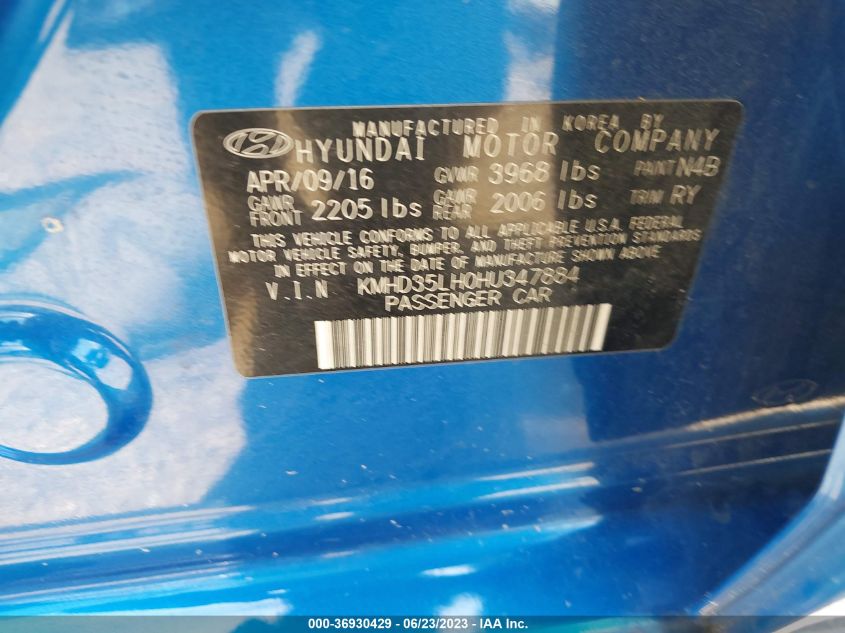 MANUFACTURED IN KOREA BY
HYUNDAI MOTOR COMPANY
APR/09/16 GVWR 3968 lbs PAINT N4B
GAWR FRONT 2205 lbs GAWR REAR 2006 lbs TRIM RY
THIS VEHICLE CONFORMS TO ALL APPLICABLE U.S.A. FEDERAL
MOTOR VEHICLE SAFETY, BUMPER, AND THEFT PREVENTION STANDARDS
IN EFFECT ON THE DATE OF MANUFACTURE SHOWN ABOVE
V.I.N KMHD35LH0HU347884
PASSENGER CAR
000-36930429 - 06/23/2023 - IAA Inc.